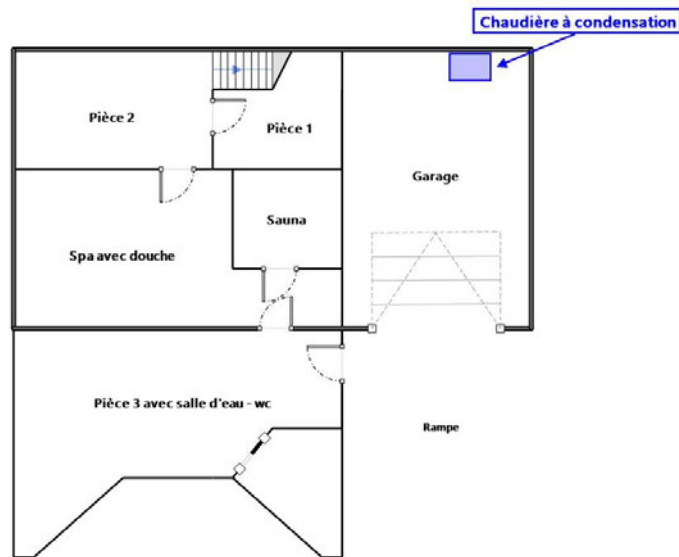 Chaudière à condensation
Pièce 2
Pièce 1
Garage
Sauna
Spa avec douche
Pièce 3 avec salle d'eau - wc
Rampe